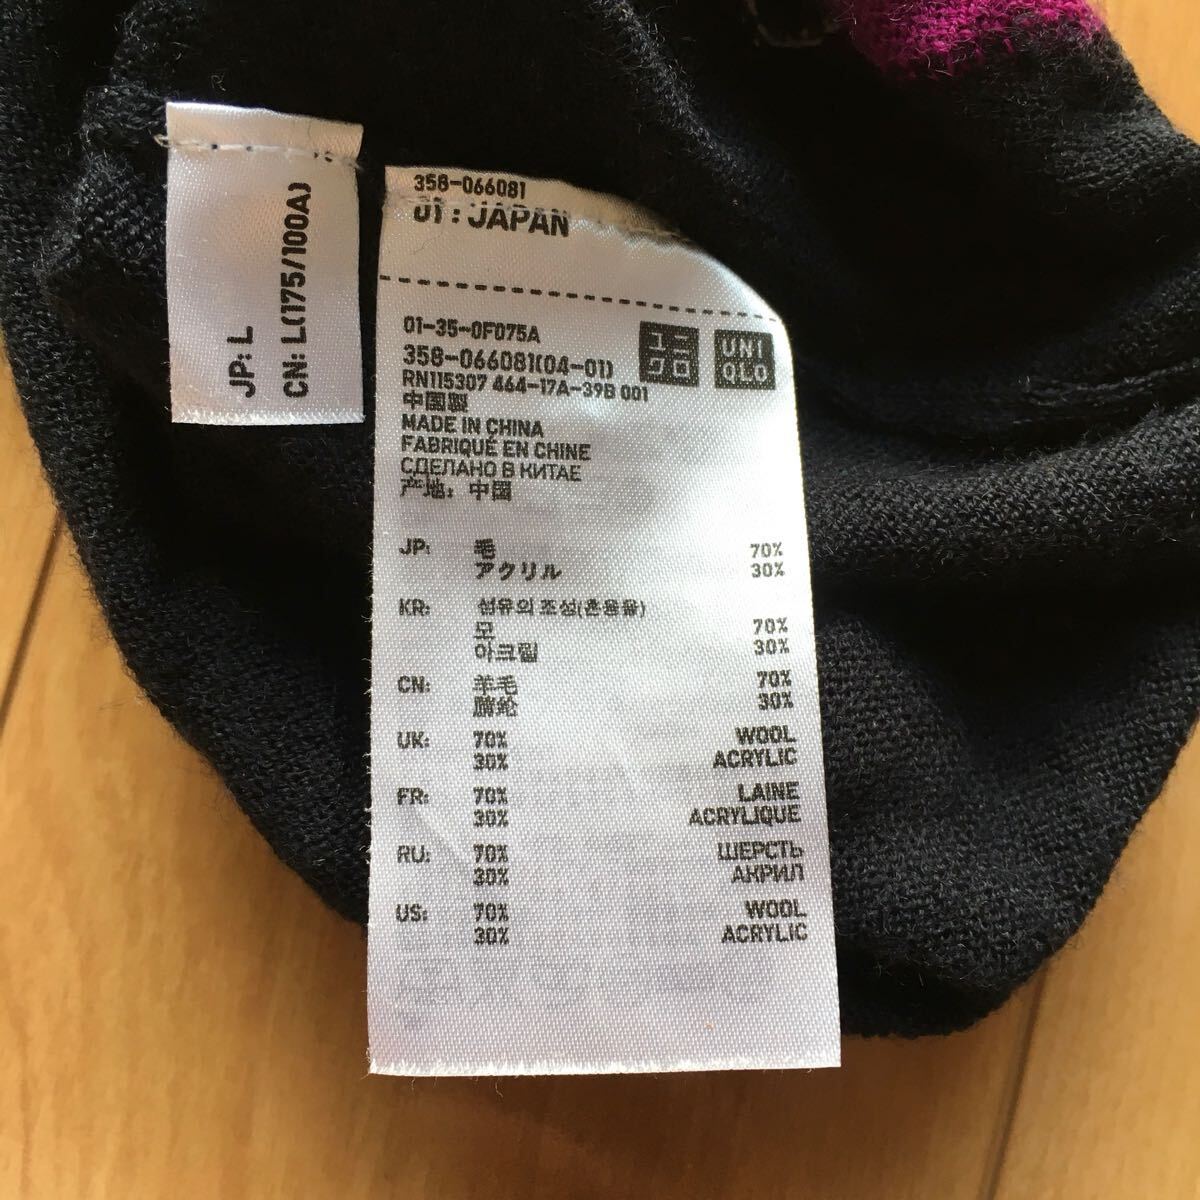 JP: L
CN: L(175/100A)
358-066081
01 : JAPAN
01-35-0F075A
358-066081(04-01)
RN115307 464-17A-39B 001
ユニ
クロ
UNI
QLO
中国製
MADE IN CHINA
FABRIQUÉ EN CHINE
СДЕЛАНО В КИТАЕ
产地: 中国
JP: 毛 70%
アクリル 30%
KR: 섬유의 조성(혼용율)
모 70%
아크릴 30%
CN: 羊毛 70%
腈纶 30%
UK: 70% WOOL
30% ACRYLIC
FR: 70% LAINE
30% ACRYLIQUE
RU: 70% ШЕРСТЬ
30% АКРИЛ
US: 70% WOOL
30% ACRYLIC